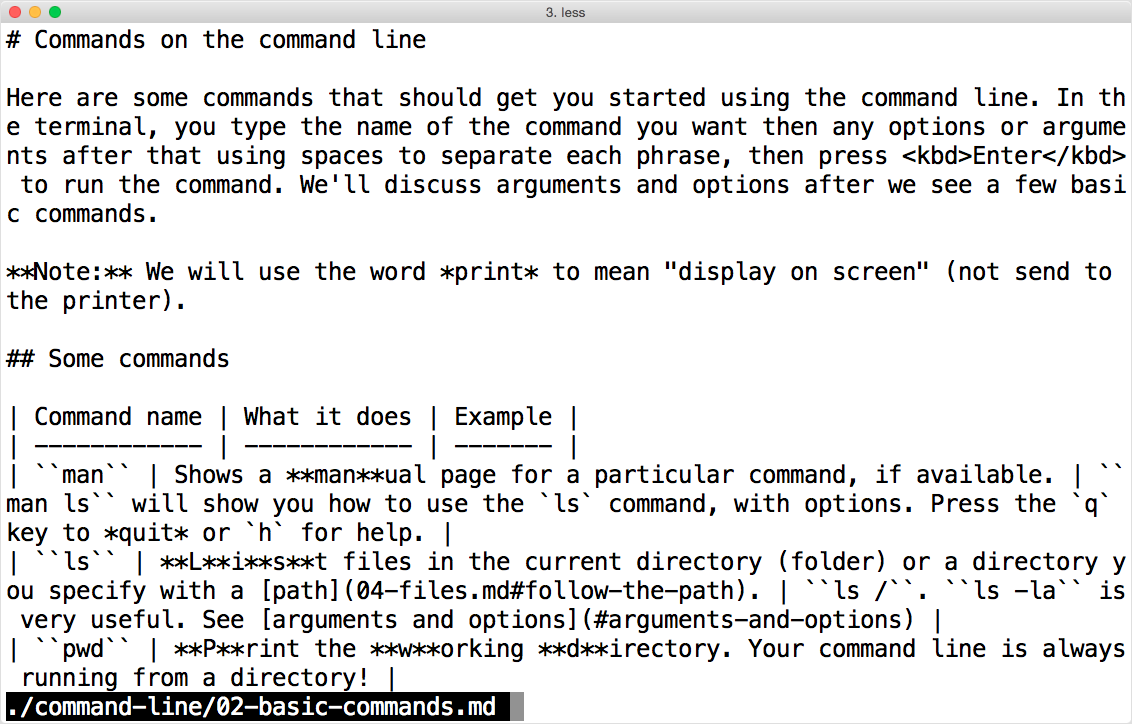 3. less
# Commands on the command line
Here are some commands that should get you started using the command line. In th
e terminal, you type the name of the command you want then any options or argume
nts after that using spaces to separate each phrase, then press <kbd>Enter</kbd>
 to run the command. We'll discuss arguments and options after we see a few basi
c commands.
**Note:** We will use the word *print* to mean "display on screen" (not send to
the printer).
## Some commands
| Command name | What it does | Example |
| ------------ | ------------ | ------- |
| ``man`` | Shows a **man**ual page for a particular command, if available. | ``
man ls`` will show you how to use the `ls` command, with options. Press the `q`
key to *quit* or `h` for help. |
| ``ls`` | **L**i**s**t files in the current directory (folder) or a directory y
ou specify with a [path](04-files.md#follow-the-path). | ``ls /``. ``ls -la`` is
 very useful. See [arguments and options](#arguments-and-options) |
| ``pwd`` | **P**rint the **w**orking **d**irectory. Your command line is always
 running from a directory! |
./command-line/02-basic-commands.md